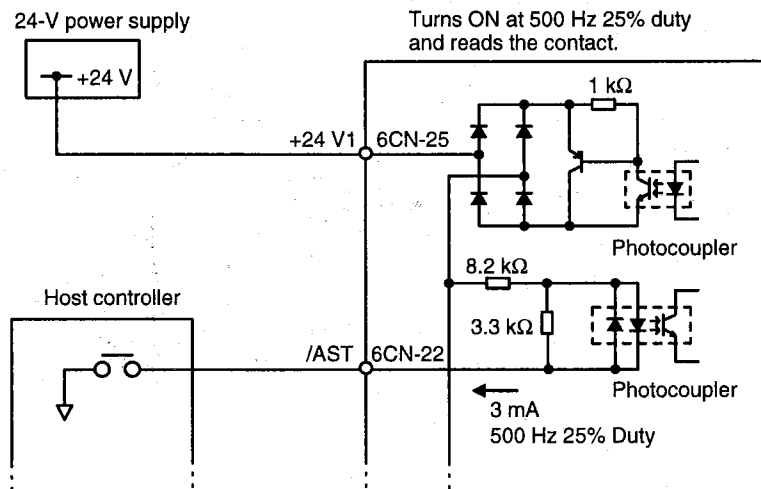 24-V power supply
+24 V
Turns ON at 500 Hz 25% duty
and reads the contact.
1 kΩ
+24 V1
6CN-25
Photocoupler
8.2 kΩ
3.3 kΩ
Host controller
/AST
6CN-22
Photocoupler
3 mA
500 Hz 25% Duty